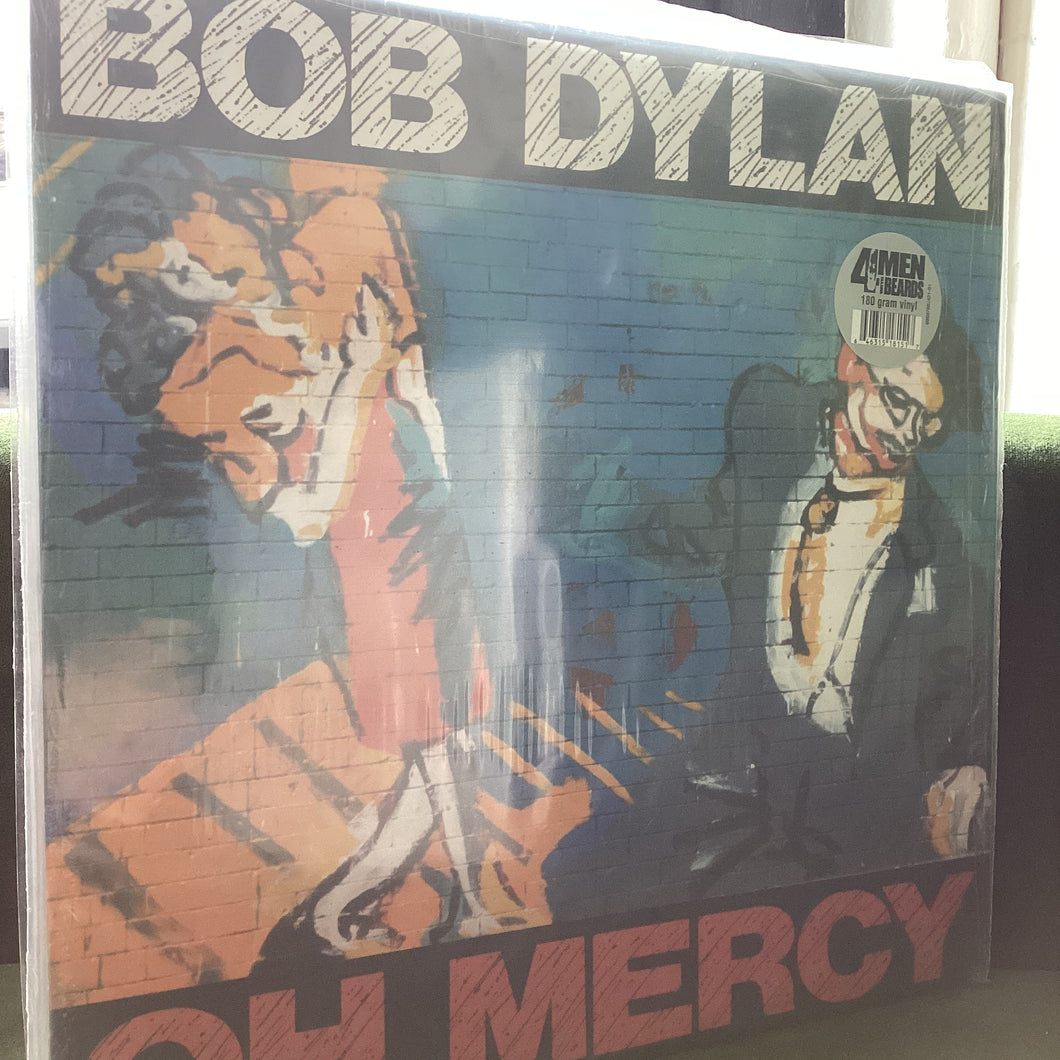 BOB DYLAN
4 MEN
WITH BEARDS
180 gram vinyl
OH MERCY